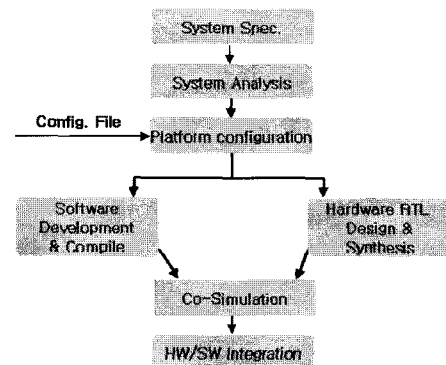 System Spec.
System Analysis
Config. File
Platform configuration
Software
Development
& Compile
Hardware RTL
Design &
Synthesis
Co-Simulation
HW/SW Integration